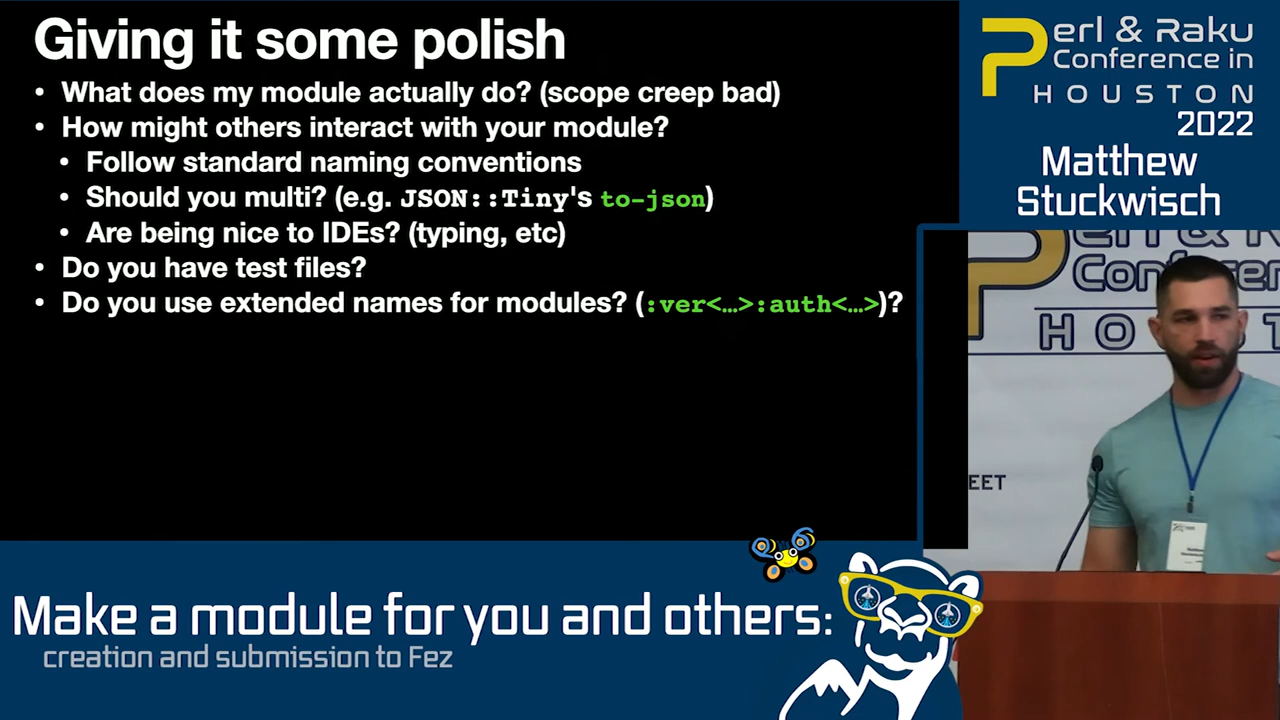 Giving it some polish
• What does my module actually do? (scope creep bad)
• How might others interact with your module?
• Follow standard naming conventions
• Should you multi? (e.g. JSON::Tiny's to-json)
• Are being nice to IDEs? (typing, etc)
• Do you have test files?
• Do you use extended names for modules? (:ver<…>:auth<…>)?
Perl & Raku
Conference in
HOUSTON
2022
Matthew
Stuckwisch
EET
Make a module for you and others:
creation and submission to Fez